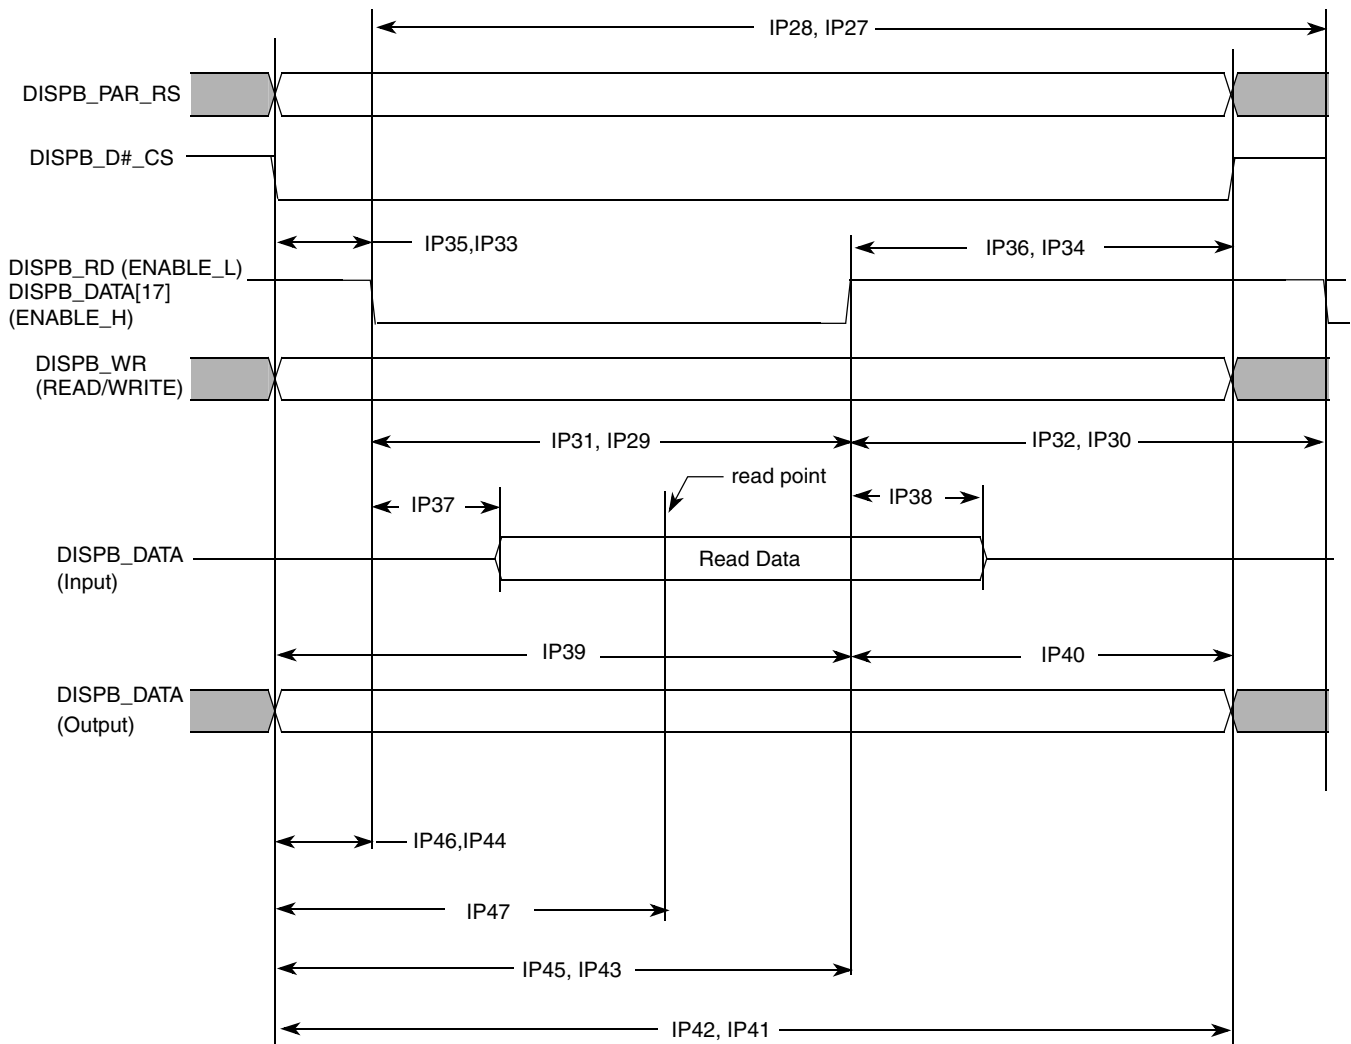 IP28, IP27
DISPB_PAR_RS
DISPB_D#_CS
IP35,IP33
IP36, IP34
DISPB_RD (ENABLE_L)
DISPB_DATA[17]
(ENABLE_H)
DISPB_WR
(READ/WRITE)
IP31, IP29
IP32, IP30
read point
IP37
IP38
DISPB_DATA
(Input)
Read Data
IP39
IP40
DISPB_DATA
(Output)
IP46,IP44
IP47
IP45, IP43
IP42, IP41